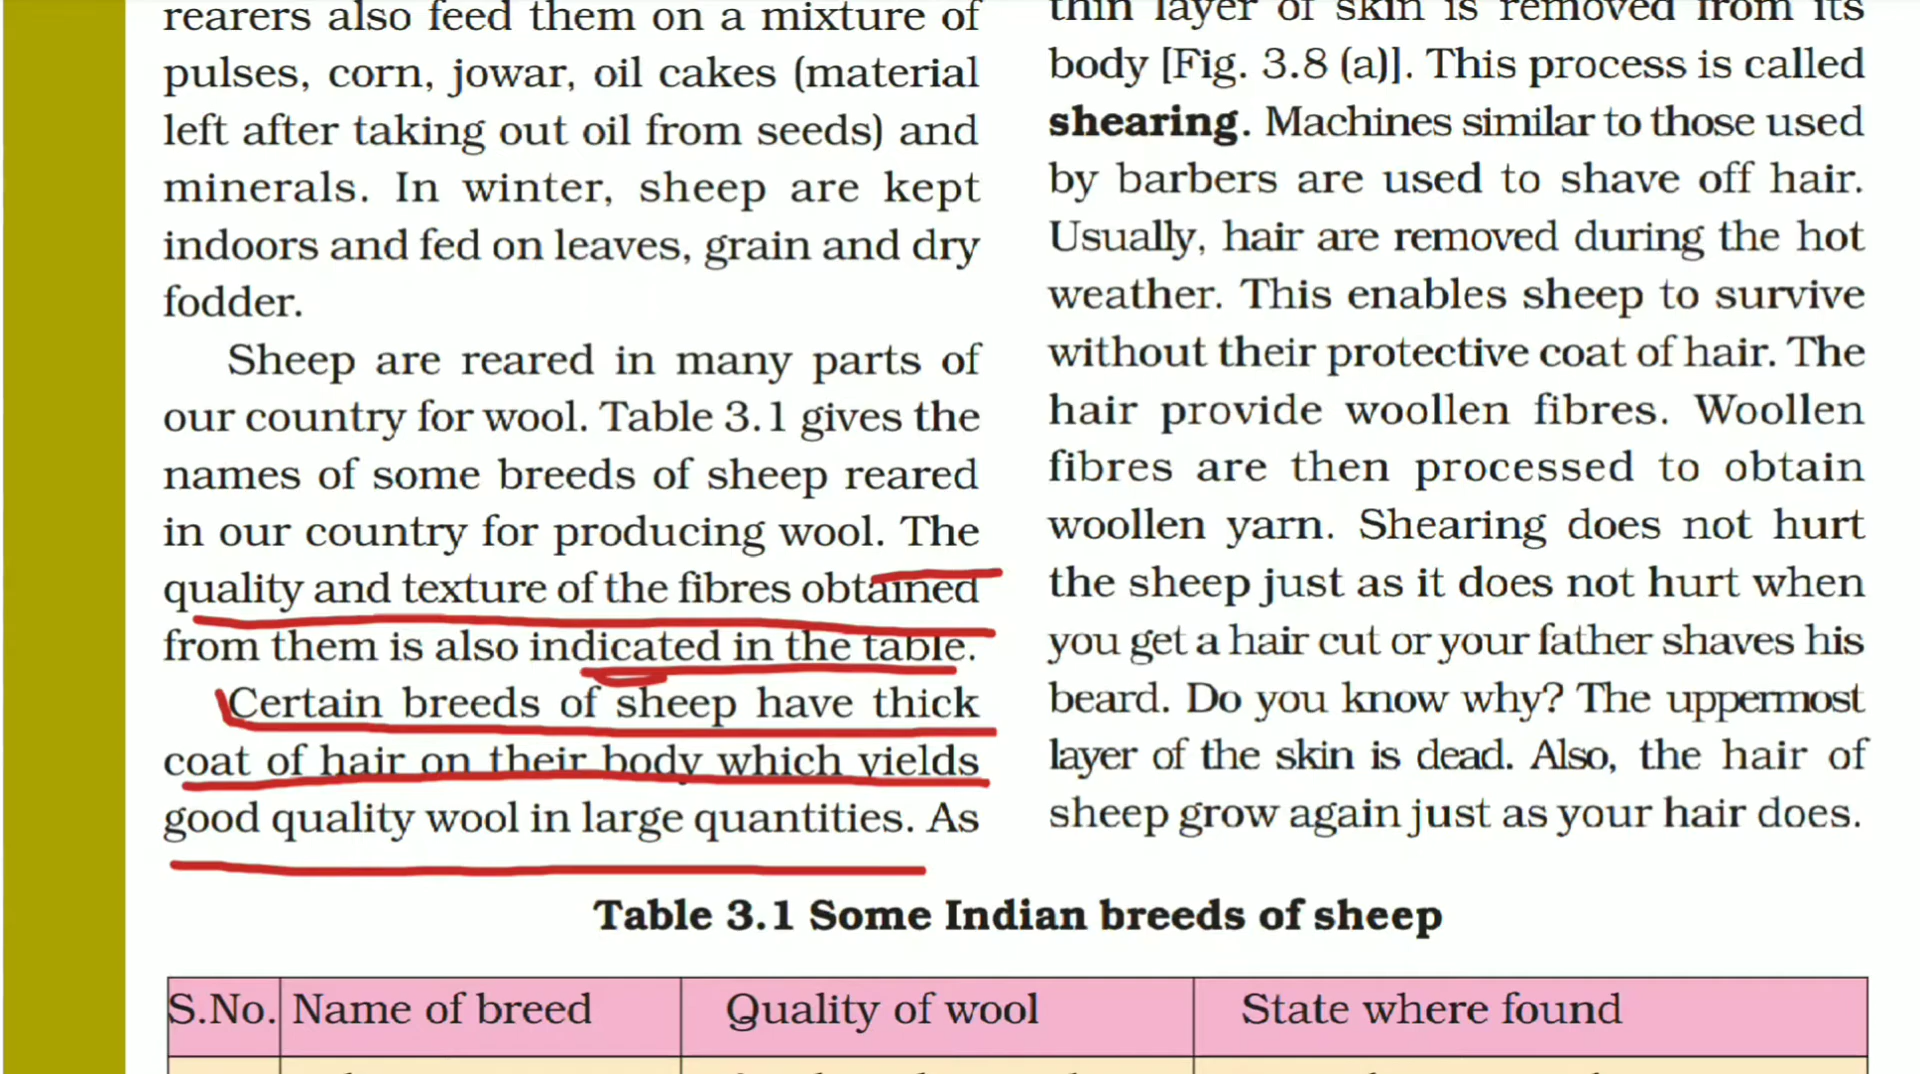 rearers also feed them on a mixture of
pulses, corn, jowar, oil cakes (material
left after taking out oil from seeds) and
minerals. In winter, sheep are kept
indoors and fed on leaves, grain and dry
fodder.
Sheep are reared in many parts of
our country for wool. Table 3.1 gives the
names of some breeds of sheep reared
in our country for producing wool. The
quality and texture of the fibres obtained
from them is also indicated in the table.
Certain breeds of sheep have thick
coat of hair on their body which yields
good quality wool in large quantities. As
thin layer of skin is removed from its
body [Fig. 3.8 (a)]. This process is called
shearing. Machines similar to those used
by barbers are used to shave off hair.
Usually, hair are removed during the hot
weather. This enables sheep to survive
without their protective coat of hair. The
hair provide woollen fibres. Woollen
fibres are then processed to obtain
woollen yarn. Shearing does not hurt
the sheep just as it does not hurt when
you get a hair cut or your father shaves his
beard. Do you know why? The uppermost
layer of the skin is dead. Also, the hair of
sheep grow again just as your hair does.
Table 3.1 Some Indian breeds of sheep
S.No. Name of breed Quality of wool State where found